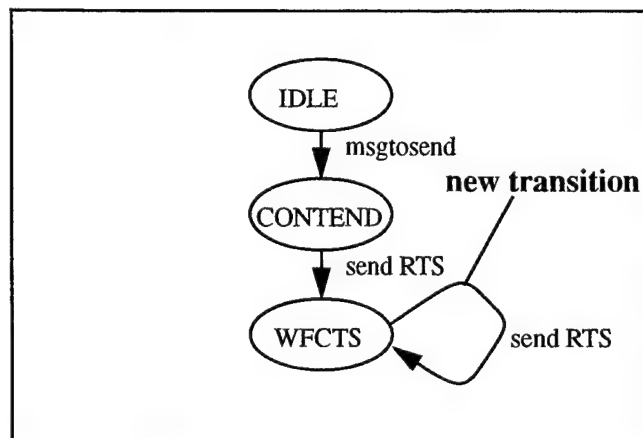 IDLE
msgtosend
new transition
CONTEND
send RTS
WFCTS
send RTS